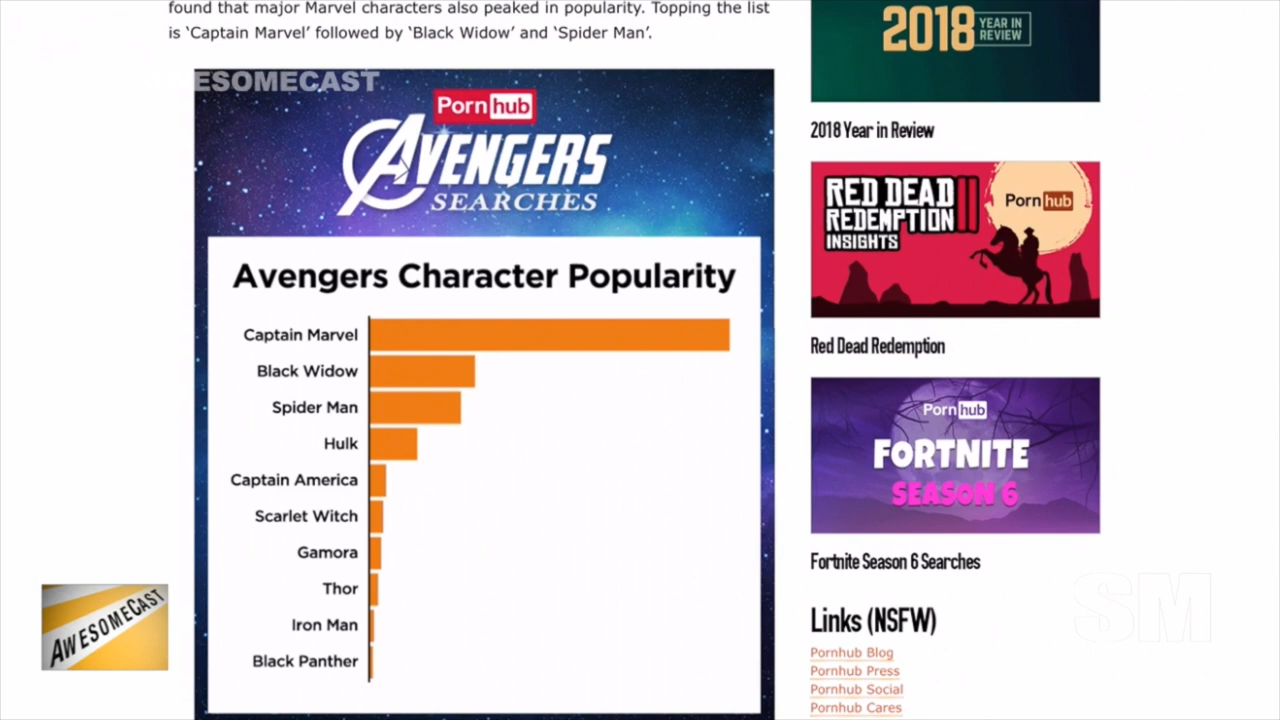 found that major Marvel characters also peaked in popularity. Topping the list
is ‘Captain Marvel’ followed by ‘Black Widow’ and ‘Spider Man’.
ESOMECAST
Pornhub
AVENGERS
SEARCHES
Avengers Character Popularity
Captain Marvel
Black Widow
Spider Man
Hulk
Captain America
Scarlet Witch
Gamora
Thor
Iron Man
Black Panther
AWESOMECAST
2018 YEAR IN REVIEW
2018 Year in Review
RED DEAD
REDEMPTION II
INSIGHTS
Pornhub
Red Dead Redemption
Pornhub
FORTNITE
SEASON 6
Fortnite Season 6 Searches
Links (NSFW)
Pornhub Blog
Pornhub Press
Pornhub Social
Pornhub Cares
SM